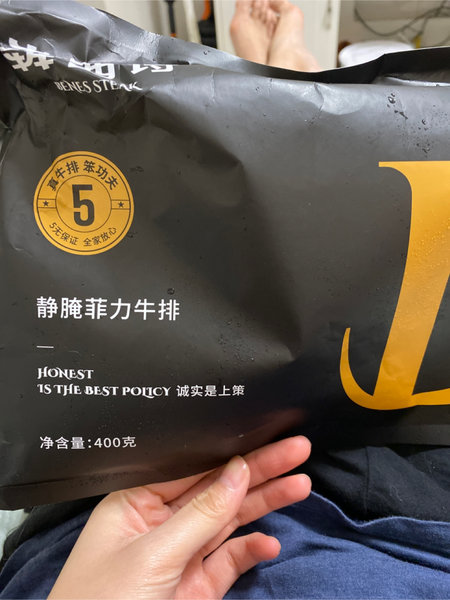 DENES STEAK
真牛排 笨功夫
5
5无保证 全家放心
静腌菲力牛排
HONEST
IS THE BEST POLICY 诚实是上策
净含量:400克